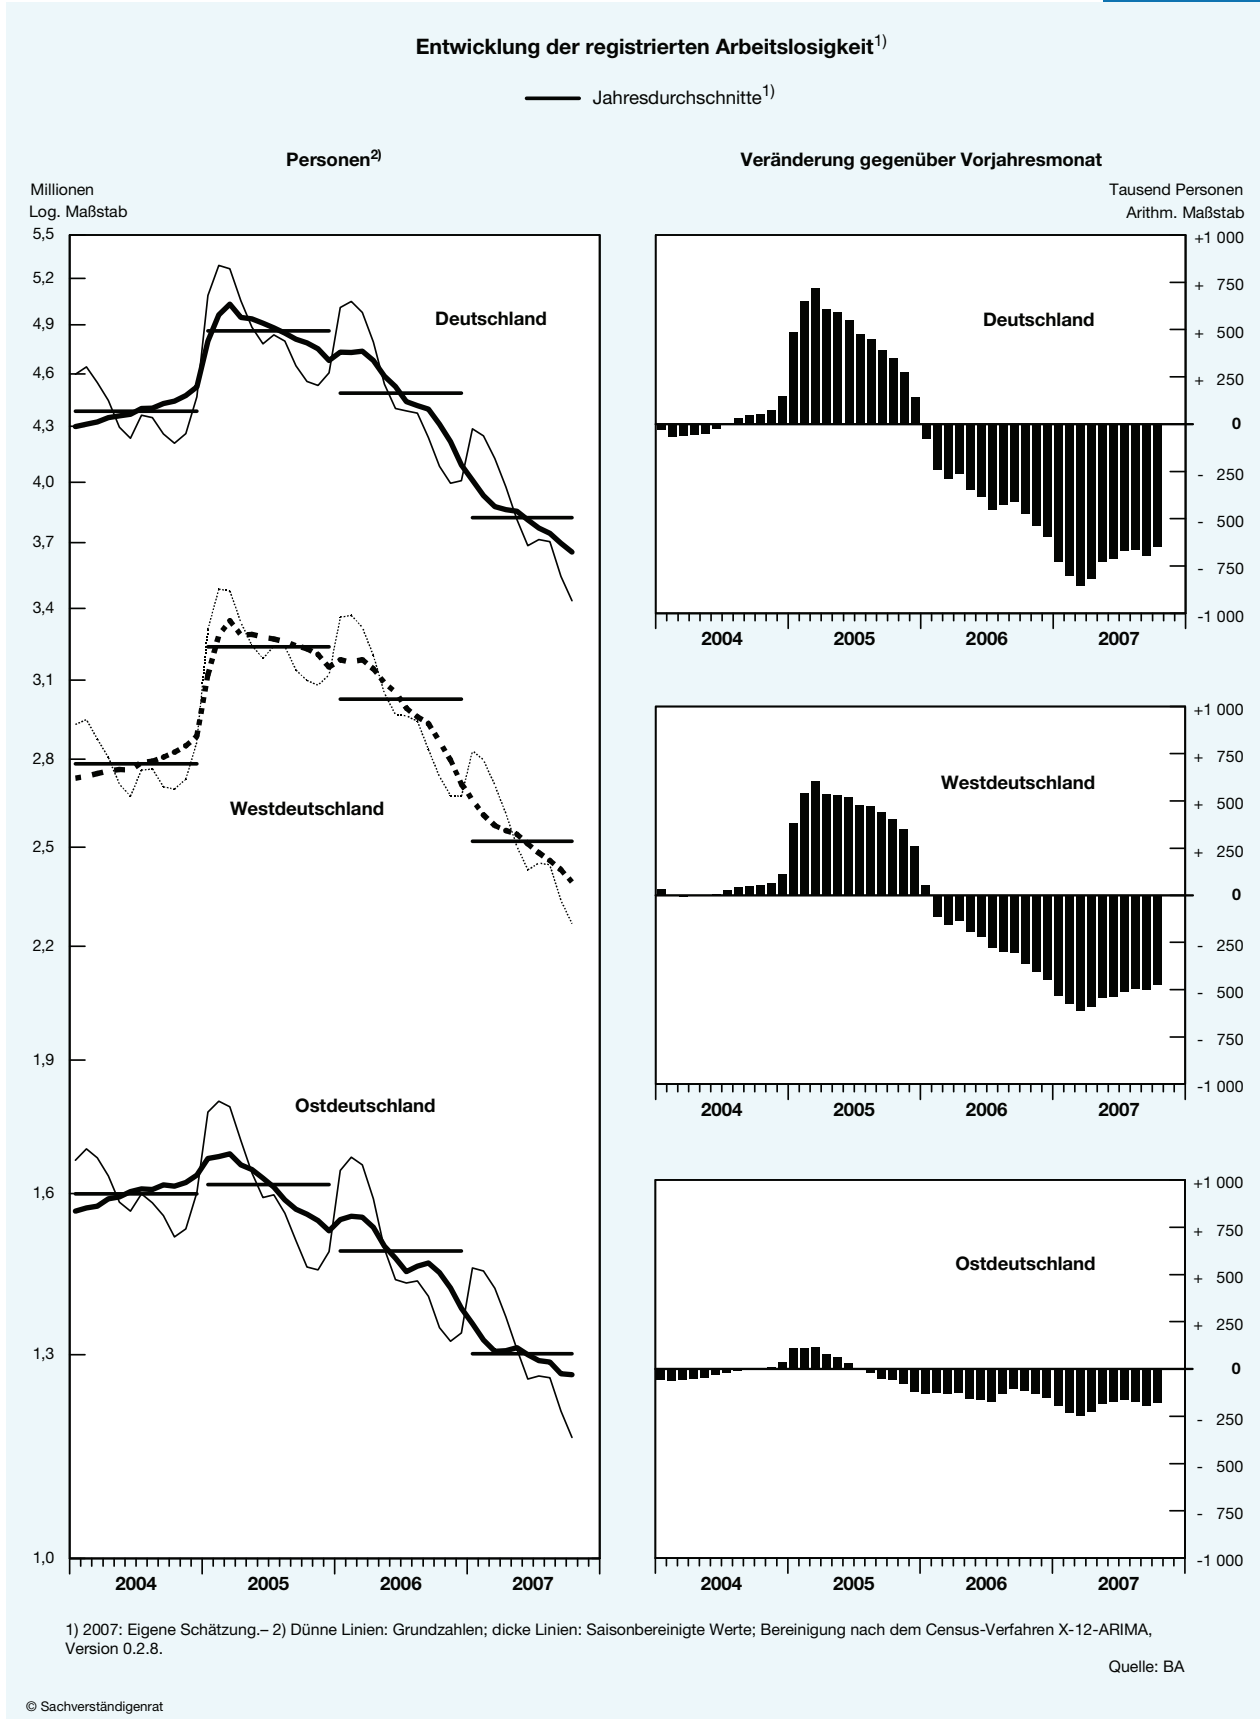 Entwicklung der registrierten Arbeitslosigkeit1)
Jahresdurchschnitte1)
Personen2)
Millionen
Log. Maßstab
5,5
5,2
4,9
4,6
4,3
4,0
3,7
3,4
3,1
2,8
2,5
2,2
1,9
1,6
1,3
1,0
Deutschland
Westdeutschland
Ostdeutschland
2004 2005 2006 2007
Veränderung gegenüber Vorjahresmonat
Tausend Personen
Arithm. Maßstab
+1 000
+ 750
+ 500
+ 250
0
- 250
- 500
- 750
-1 000
Deutschland
2004 2005 2006 2007
+1 000
+ 750
+ 500
+ 250
0
- 250
- 500
- 750
-1 000
Westdeutschland
2004 2005 2006 2007
+1 000
+ 750
+ 500
+ 250
0
- 250
- 500
- 750
-1 000
Ostdeutschland
2004 2005 2006 2007
1) 2007: Eigene Schätzung.– 2) Dünne Linien: Grundzahlen; dicke Linien: Saisonbereinigte Werte; Bereinigung nach dem Census-Verfahren X-12-ARIMA,
Version 0.2.8.
Quelle: BA
© Sachverständigenrat